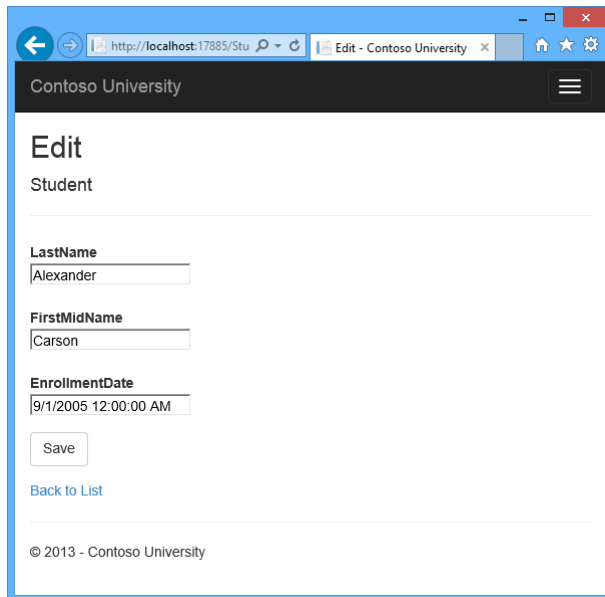 http://localhost:17885/Stu
Edit - Contoso University
Contoso University
Edit
Student
LastName
Alexander
FirstMidName
Carson
EnrollmentDate
9/1/2005 12:00:00 AM
Save
Back to List
© 2013 - Contoso University